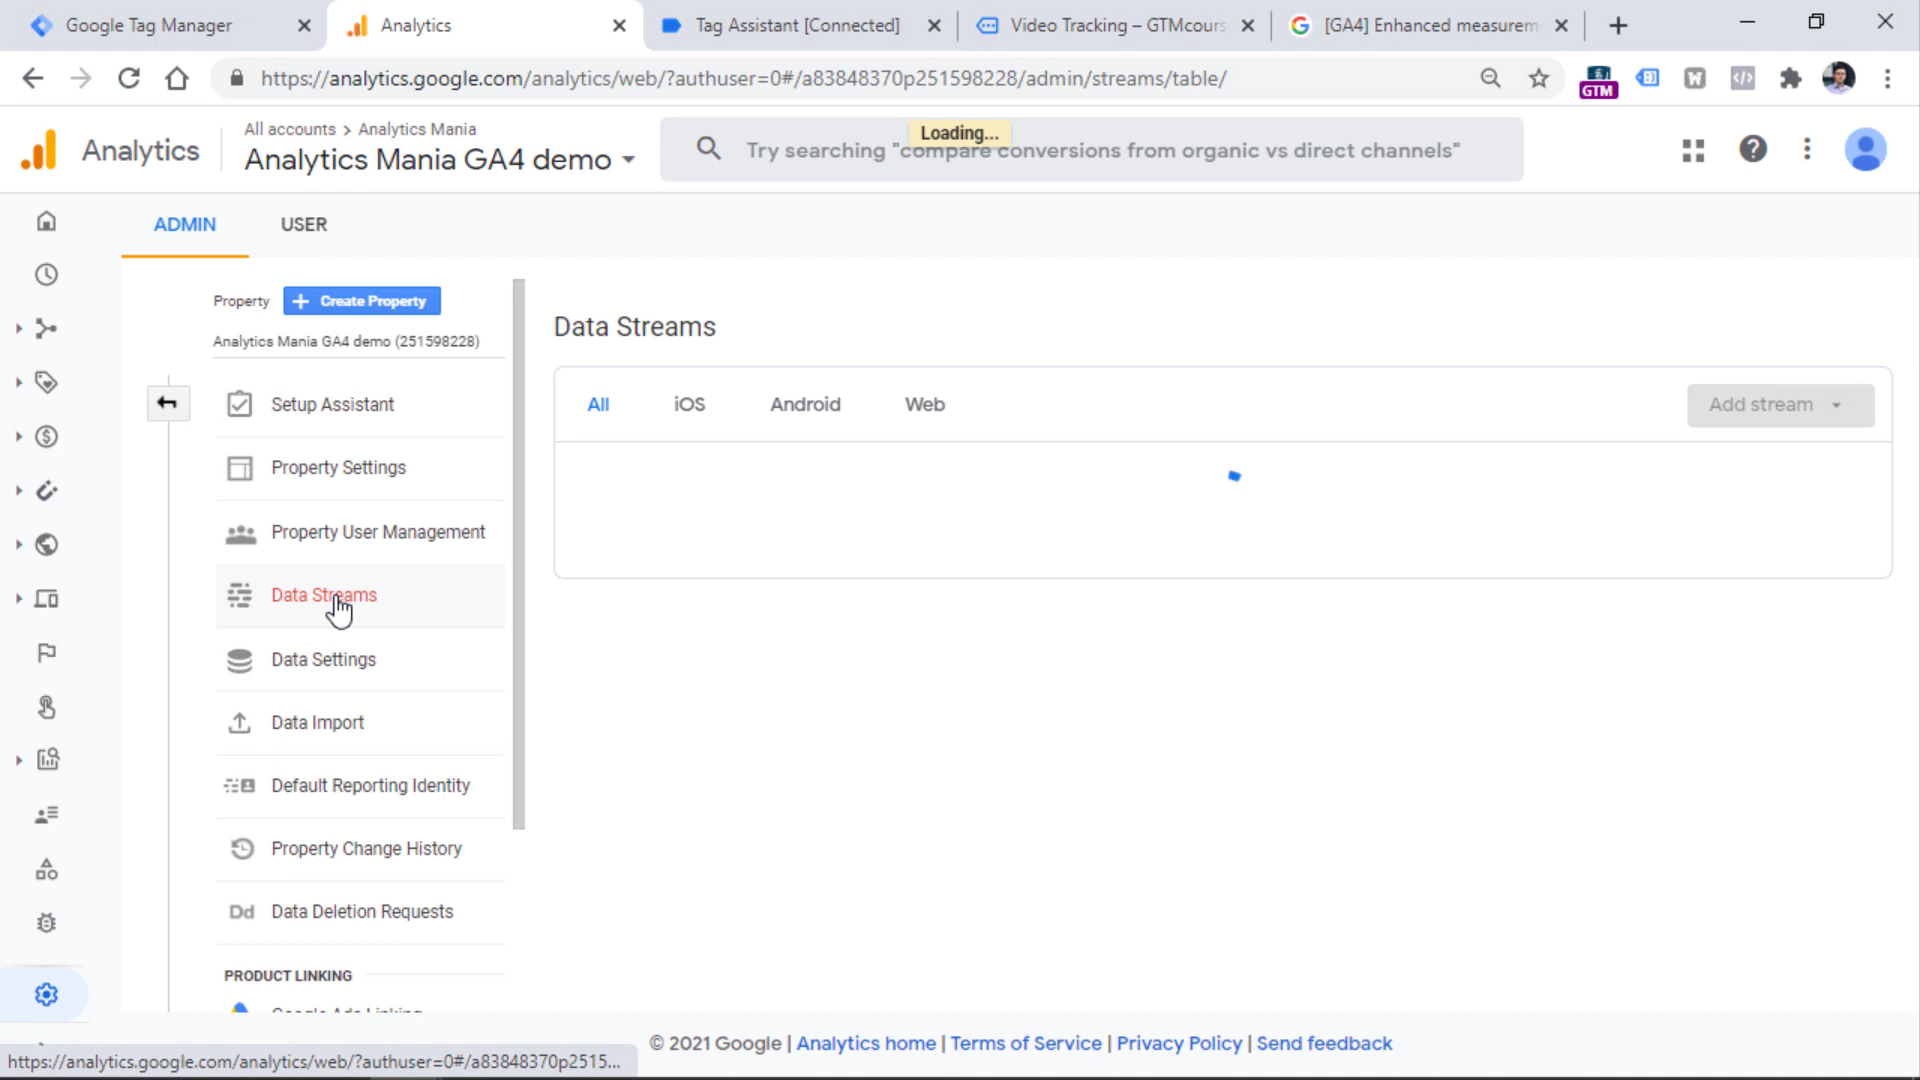 Google Tag Manager
Analytics
Tag Assistant [Connected]
Video Tracking – GTMcours
[GA4] Enhanced measurem
https://analytics.google.com/analytics/web/?authuser=0#/a83848370p251598228/admin/streams/table/
GTM
W
Analytics
All accounts > Analytics Mania
Analytics Mania GA4 demo
Loading...
Try searching "compare conversions from organic vs direct channels"
ADMIN
USER
Property
+ Create Property
Analytics Mania GA4 demo (251598228)
Setup Assistant
Property Settings
Property User Management
Data Streams
Data Settings
Data Import
Default Reporting Identity
Property Change History
Dd Data Deletion Requests
PRODUCT LINKING
Google Ads Linking
Data Streams
All
iOS
Android
Web
Add stream
© 2021 Google | Analytics home | Terms of Service | Privacy Policy | Send feedback
https://analytics.google.com/analytics/web/?authuser=0#/a83848370p2515...